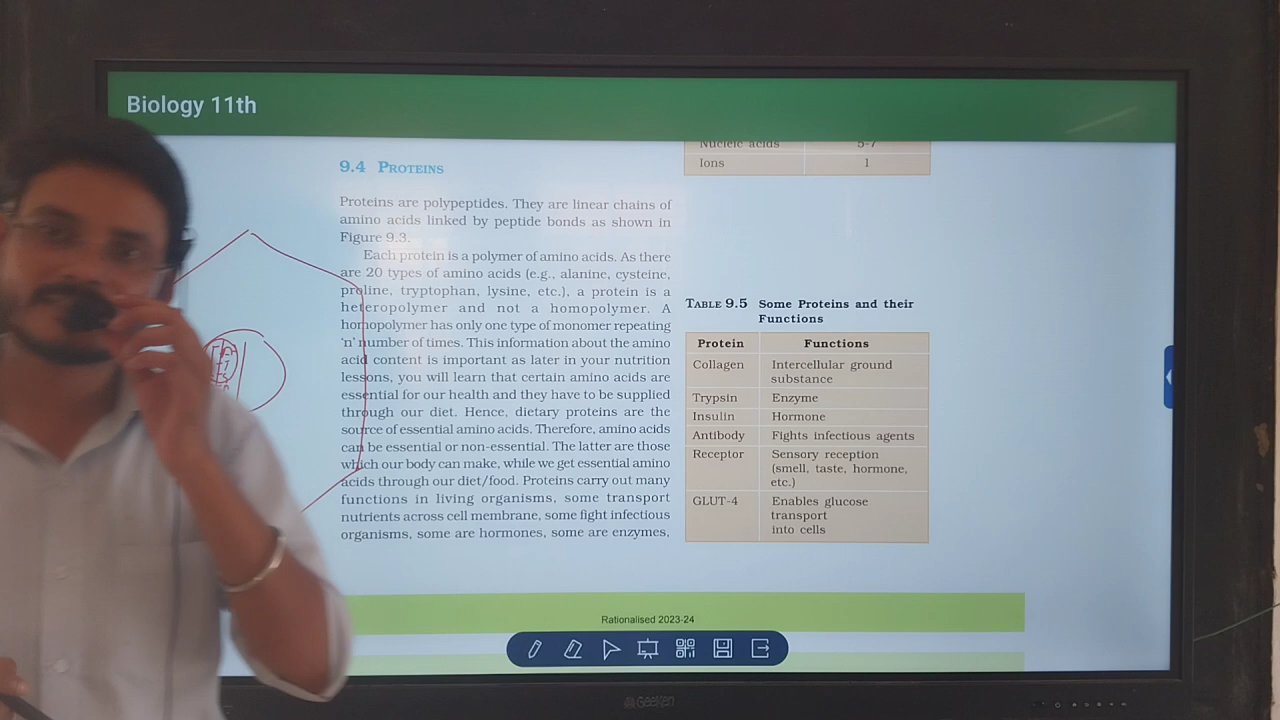 Biology 11th
9.4 PROTEINS
Proteins are polypeptides. They are linear chains of
amino acids linked by peptide bonds as shown in
Figure 9.3.
Each protein is a polymer of amino acids. As there
are 20 types of amino acids (e.g., alanine, cysteine,
proline, tryptophan, lysine, etc.), a protein is a
heteropolymer and not a homopolymer. A
homopolymer has only one type of monomer repeating
'n' number of times. This information about the amino
acid content is important as later in your nutrition
lessons, you will learn that certain amino acids are
essential for our health and they have to be supplied
through our diet. Hence, dietary proteins are the
source of essential amino acids. Therefore, amino acids
can be essential or non-essential. The latter are those
which our body can make, while we get essential amino
acids through our diet/food. Proteins carry out many
functions in living organisms, some transport
nutrients across cell membrane, some fight infectious
organisms, some are hormones, some are enzymes,
Nucleic acids 5-7
Ions 1
TABLE 9.5 Some Proteins and their
Functions
Protein Functions
Collagen Intercellular ground
substance
Trypsin Enzyme
Insulin Hormone
Antibody Fights infectious agents
Receptor Sensory reception
(smell, taste, hormone,
etc.)
GLUT-4 Enables glucose
transport
into cells
Rationalised 2023-24